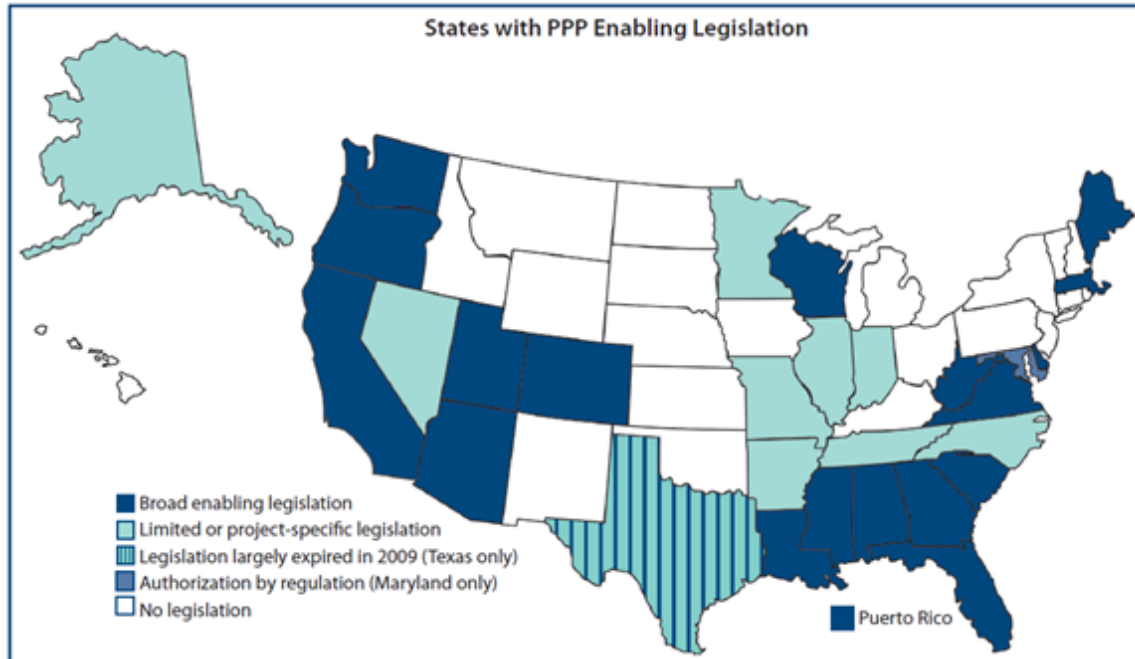 States with PPP Enabling Legislation
Broad enabling legislation
Limited or project-specific legislation
Legislation largely expired in 2009 (Texas only)
Authorization by regulation (Maryland only)
No legislation
Puerto Rico